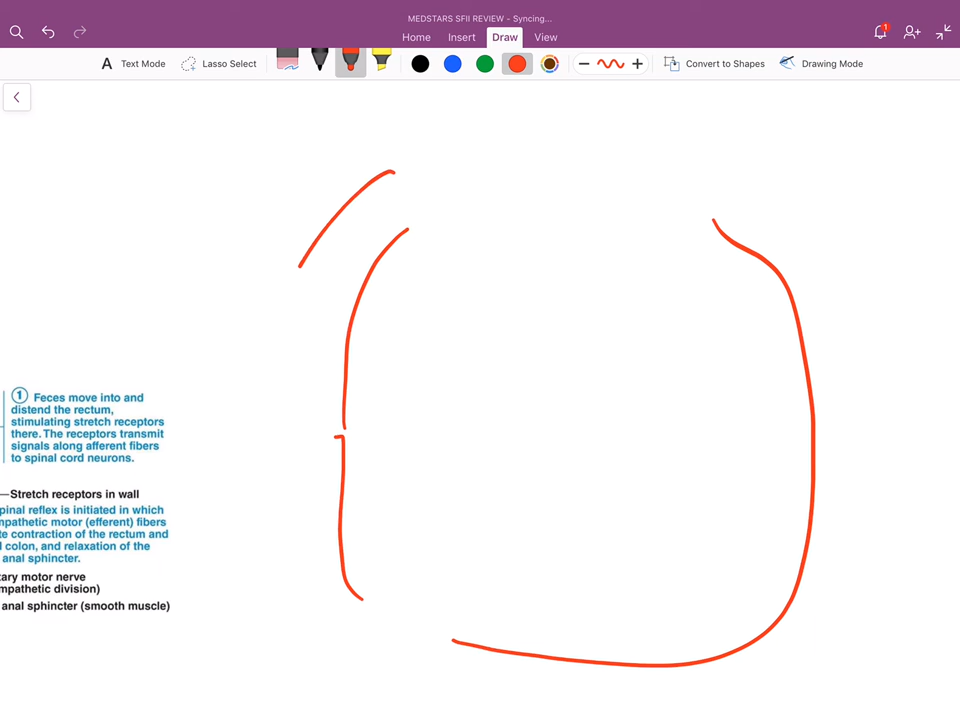 MEDSTARS SFII REVIEW - Syncing...
Home Insert Draw View
1
A Text Mode Lasso Select Convert to Shapes Drawing Mode
1 Feces move into and
distend the rectum,
stimulating stretch receptors
there. The receptors transmit
signals along afferent fibers
to spinal cord neurons.
—Stretch receptors in wall
pinal reflex is initiated in which
mpathetic motor (efferent) fibers
te contraction of the rectum and
d colon, and relaxation of the
anal sphincter.
tary motor nerve
mpathetic division)
anal sphincter (smooth muscle)